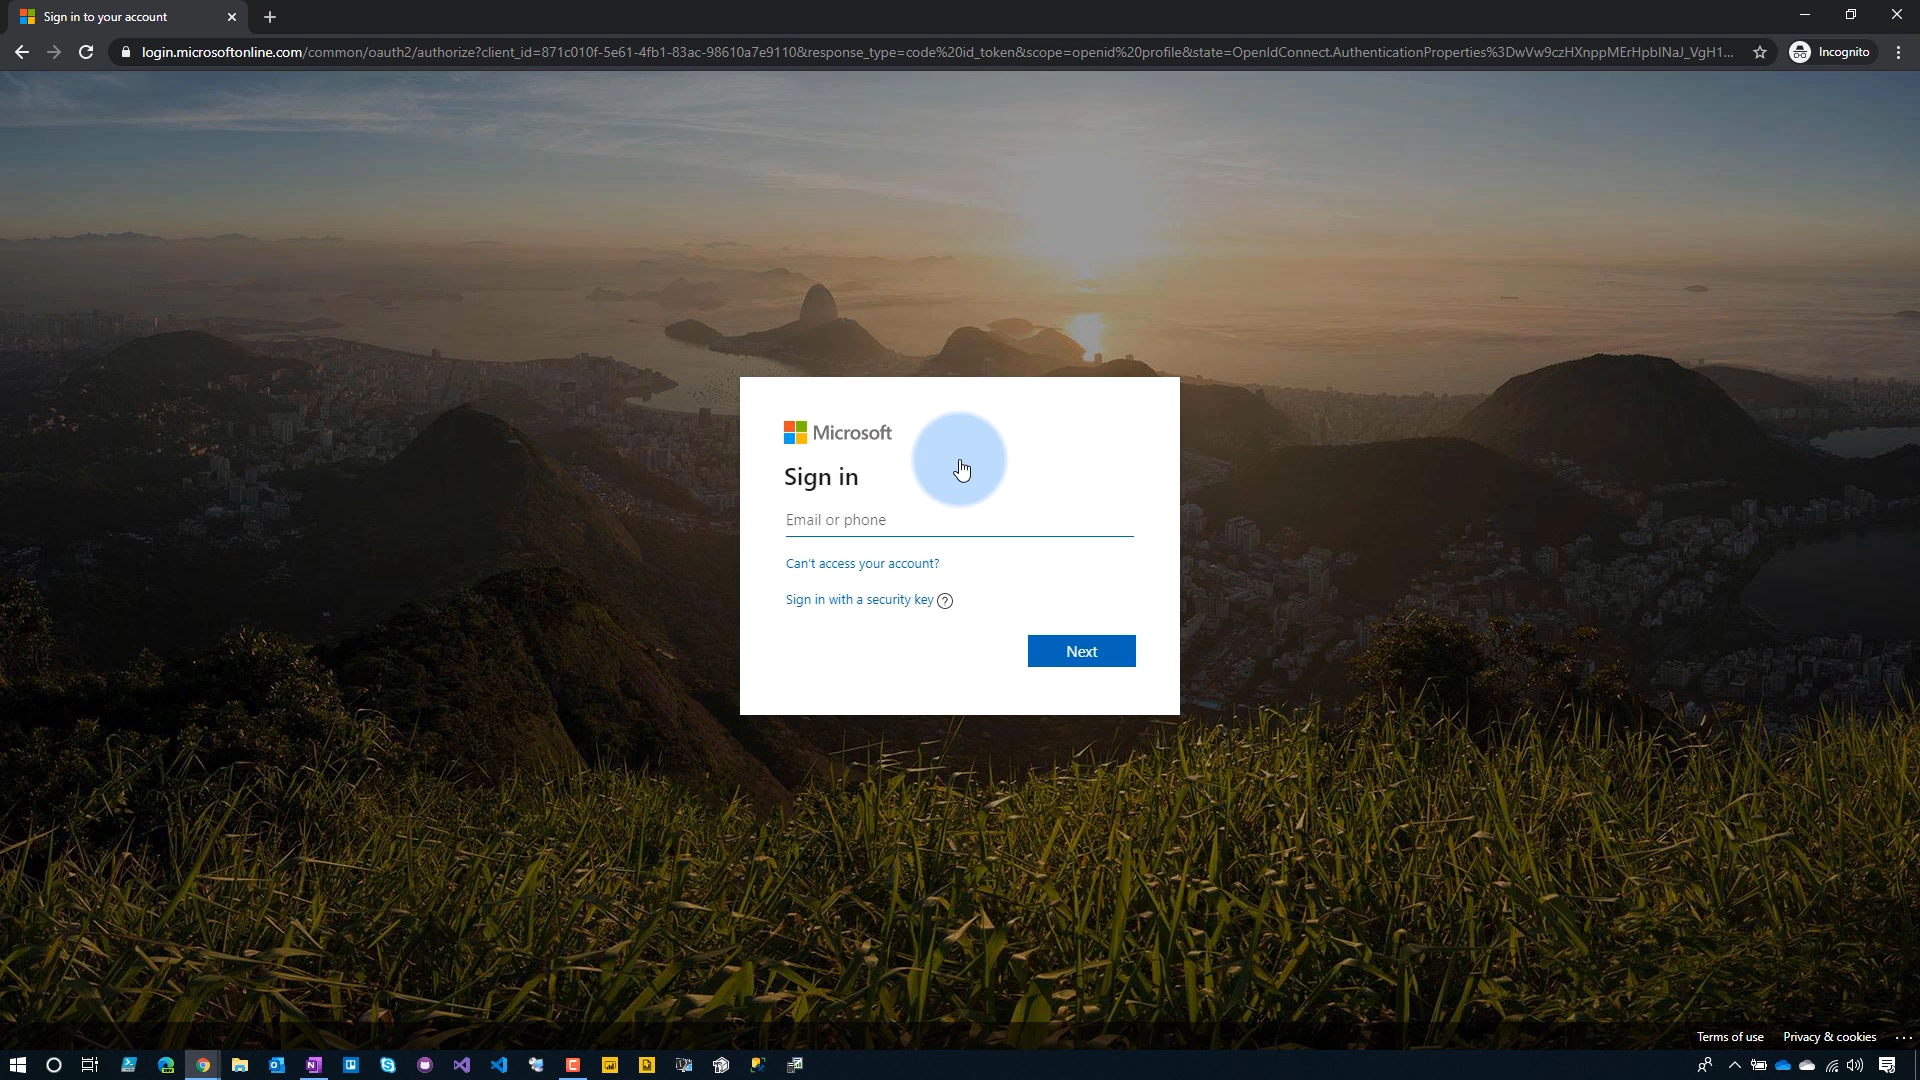 Sign in to your account
login.microsoftonline.com/common/oauth2/authorize?client_id=871c010f-5e61-4fb1-83ac-98610a7e9110&response_type=code%20id_token&scope=openid%20profile&state=OpenIdConnect.AuthenticationProperties%3DwVw9czHXnppMErHpbINaJ_VgH1...
Incognito
Microsoft
Sign in
Email or phone
Can't access your account?
Sign in with a security key
Next
Terms of use Privacy & cookies ...